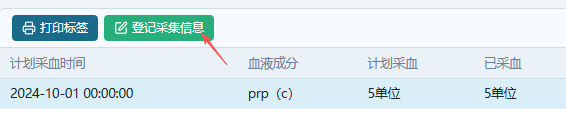 打印标签 登记采集信息
计划采血时间 血液成分 计划采血 已采血
2024-10-01 00:00:00 prp（c） 5单位 5单位